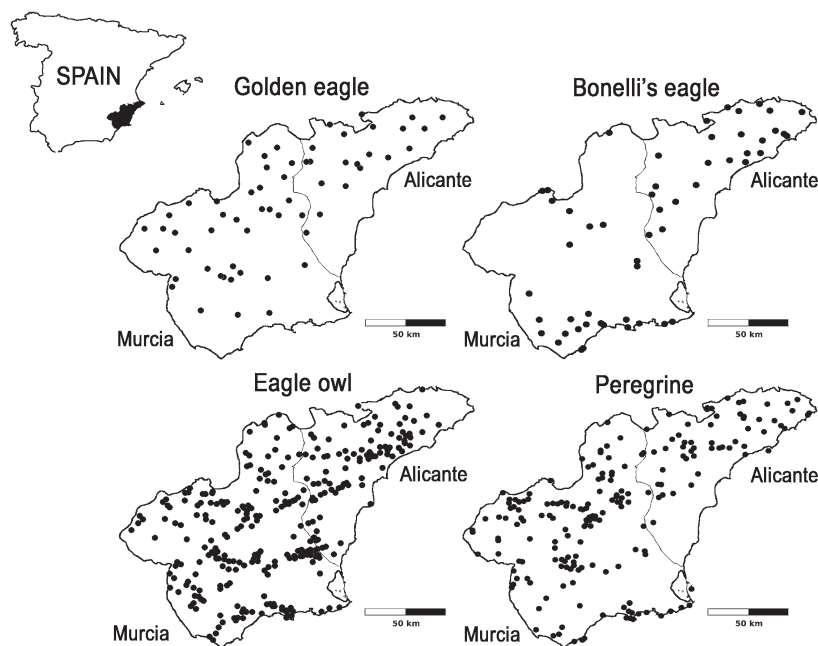 SPAIN
Golden eagle
Alicante
Murcia
50 km
Bonelli's eagle
Alicante
Murcia
50 km
Eagle owl
Alicante
Murcia
50 km
Peregrine
Alicante
Murcia
50 km